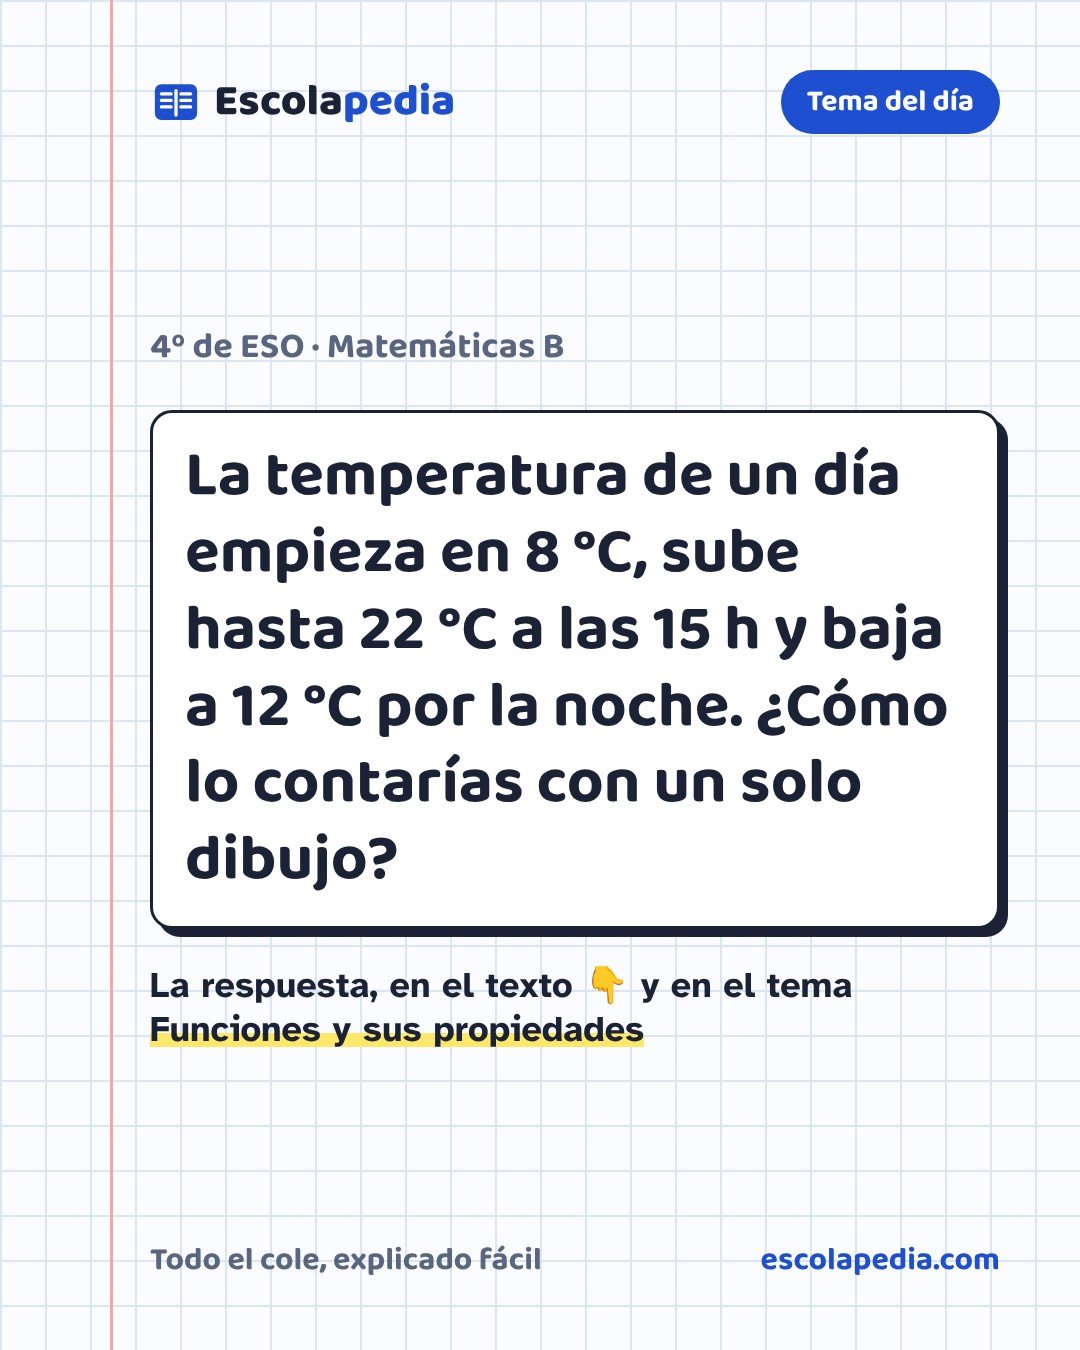 Escolapedia
Tema del día
4º de ESO · Matemáticas B
La temperatura de un día
empieza en 8 °C, sube
hasta 22 °C a las 15 h y baja
a 12 °C por la noche. ¿Cómo
lo contarías con un solo
dibujo?
La respuesta, en el texto 👇 y en el tema
Funciones y sus propiedades
Todo el cole, explicado fácil
escolapedia.com